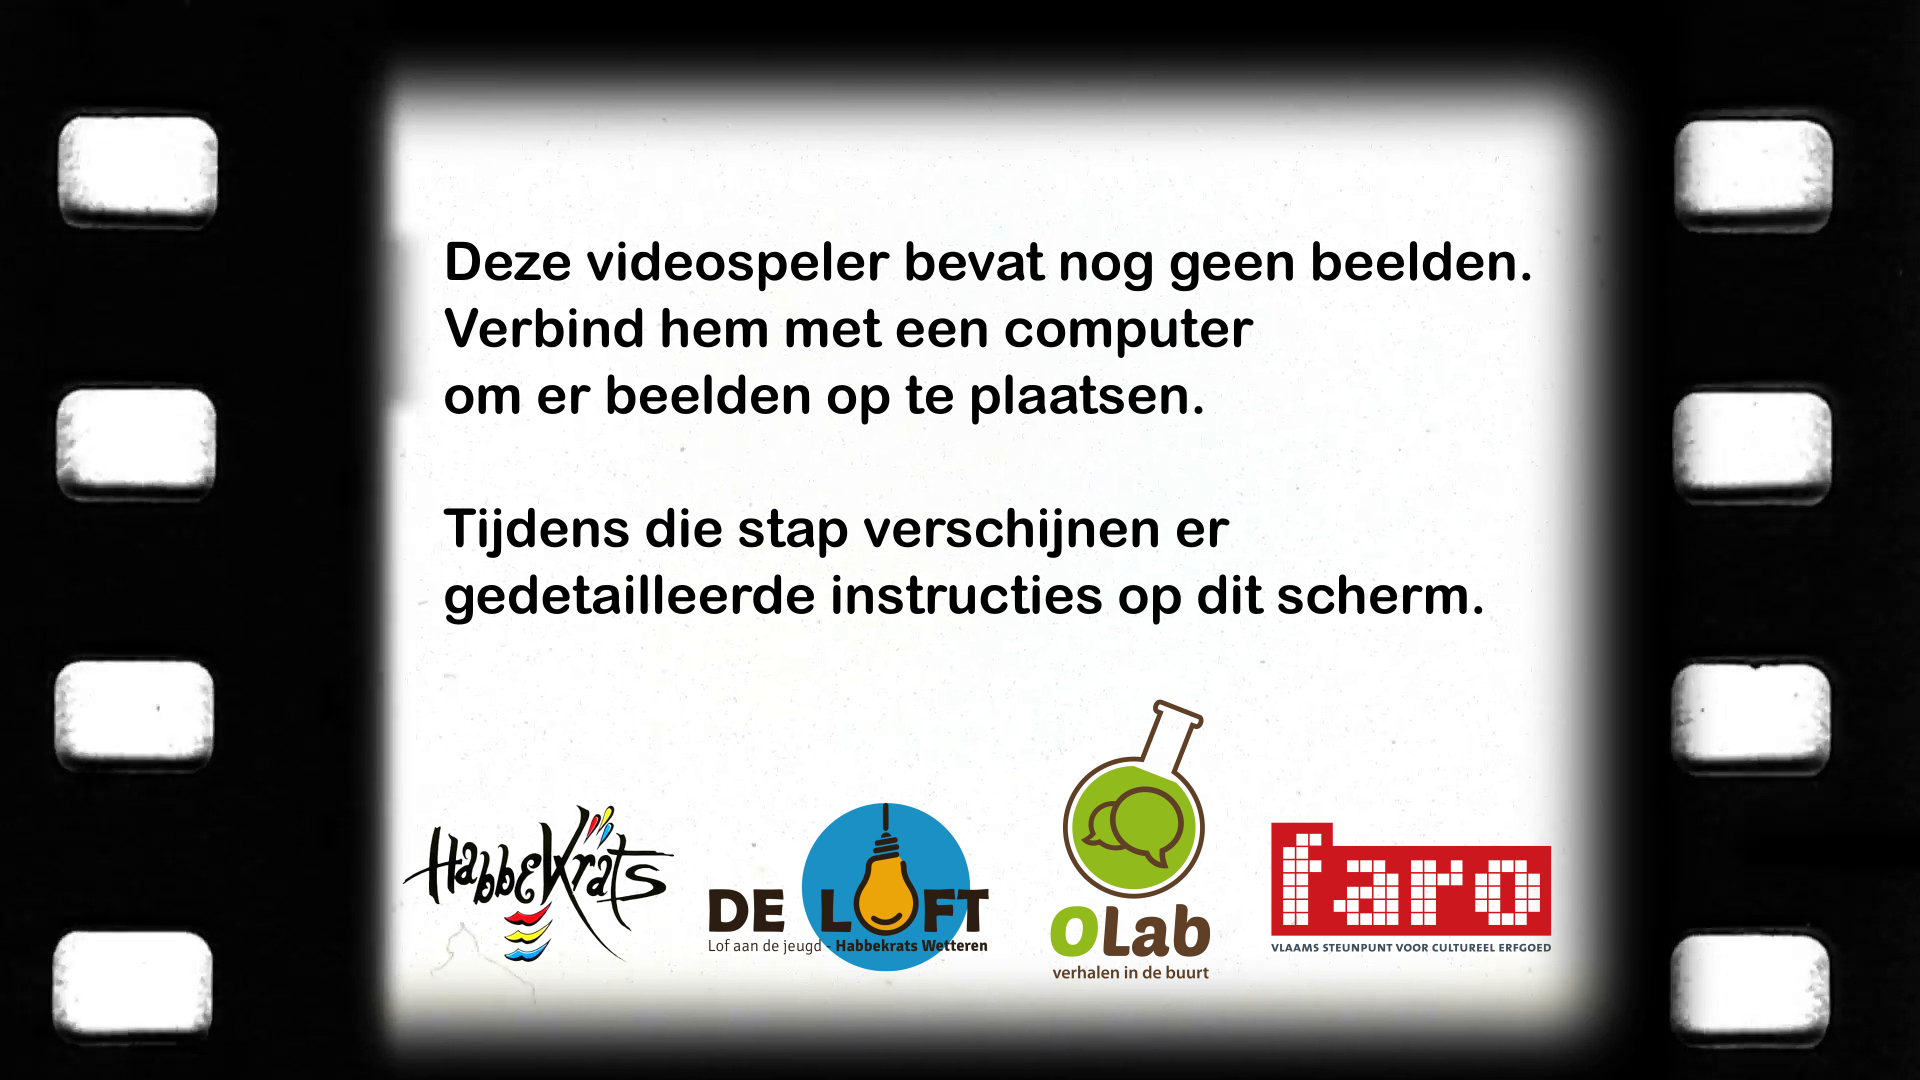 Deze videospeler bevat nog geen beelden.
Verbind hem met een computer
om er beelden op te plaatsen.
Tijdens die stap verschijnen er
gedetailleerde instructies op dit scherm.
HabbeKrats
DE LOFT
Lof aan de jeugd - Habbekrats Wetteren
OLab
verhalen in de buurt
faro
VLAAMS STEUNPUNT VOOR CULTUREEL ERFGOED